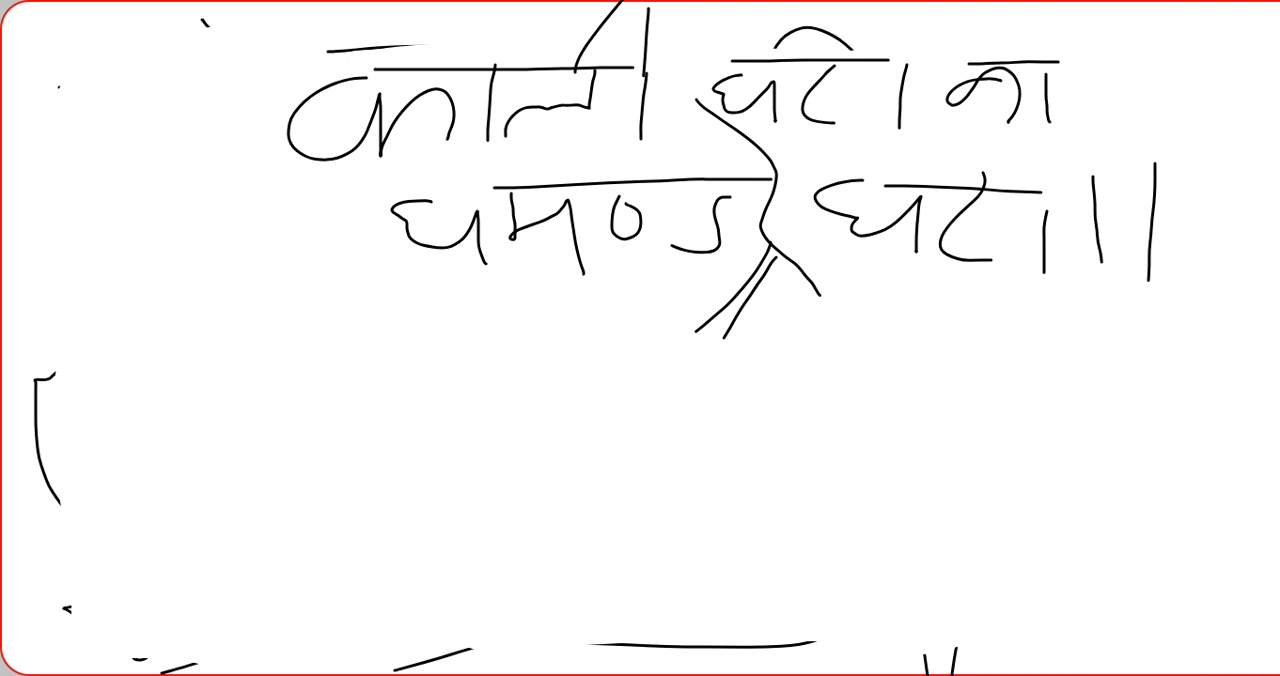 काली घटा का
घमण्ड घटा ||